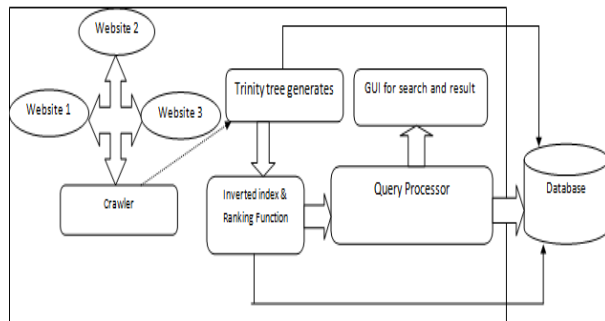 Website 2
Website 1
Website 3
Trinity tree generates
GUI for search and result
Crawler
Inverted index &
Ranking Function
Query Processor
Database